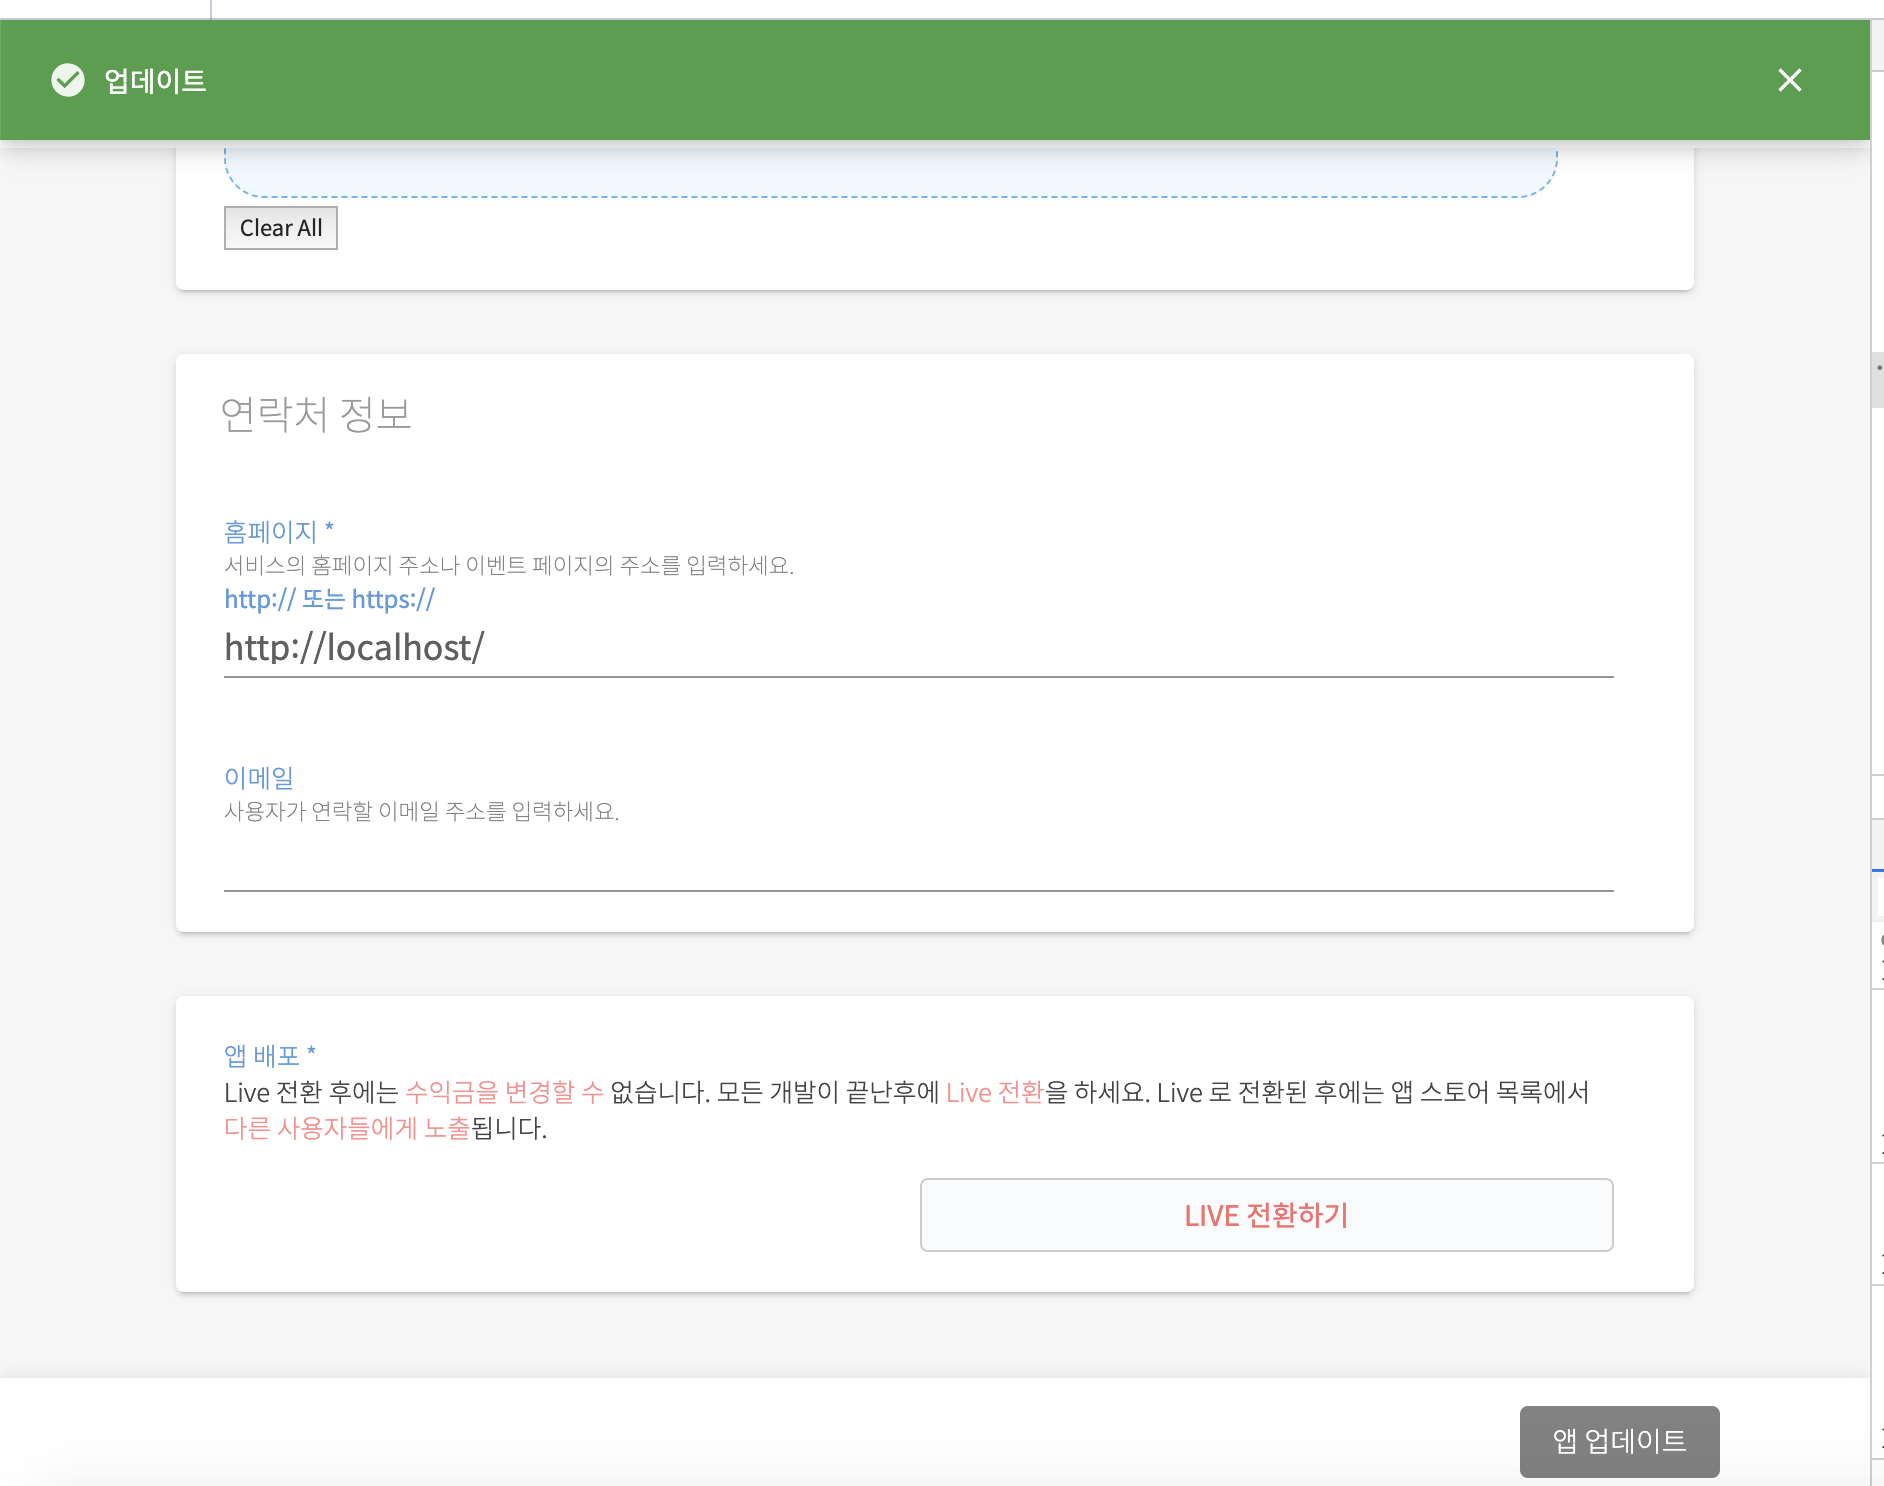 업데이트
Clear All
연락처 정보
홈페이지 *
서비스의 홈페이지 주소나 이벤트 페이지의 주소를 입력하세요.
http:// 또는 https://
http://localhost/
이메일
사용자가 연락할 이메일 주소를 입력하세요.
앱 배포 *
Live 전환 후에는 수익금을 변경할 수 없습니다. 모든 개발이 끝난후에 Live 전환을 하세요. Live 로 전환된 후에는 앱 스토어 목록에서
다른 사용자들에게 노출됩니다.
LIVE 전환하기
앱 업데이트